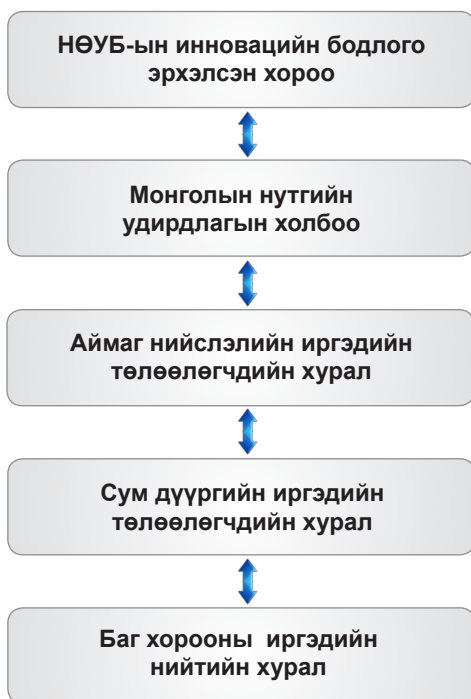 НӨУБ-ын инновацийн бодлого
эрхэлсэн хороо
Монголын нутгийн
удирдлагын холбоо
Аймаг нийслэлийн иргэдийн
төлөөлөгчдийн хурал
Сум дүүргийн иргэдийн
төлөөлөгчдийн хурал
Баг хорооны иргэдийн
нийтийн хурал